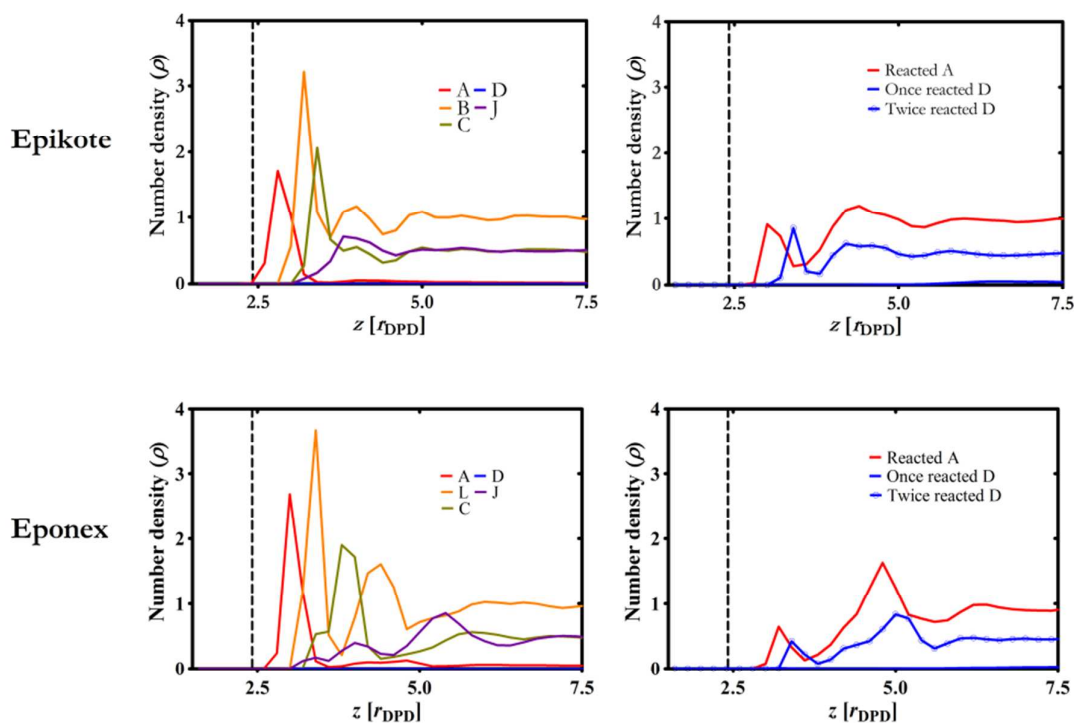 Epikote
Number density (ρ)
4
3
2
1
0
2.5
5.0
7.5
z [rDPD]
A
D
B
J
C
Number density (ρ)
4
3
2
1
0
2.5
5.0
7.5
z [rDPD]
Reacted A
Once reacted D
Twice reacted D
Eponex
Number density (ρ)
4
3
2
1
0
2.5
5.0
7.5
z [rDPD]
A
D
L
J
C
Number density (ρ)
4
3
2
1
0
2.5
5.0
7.5
z [rDPD]
Reacted A
Once reacted D
Twice reacted D